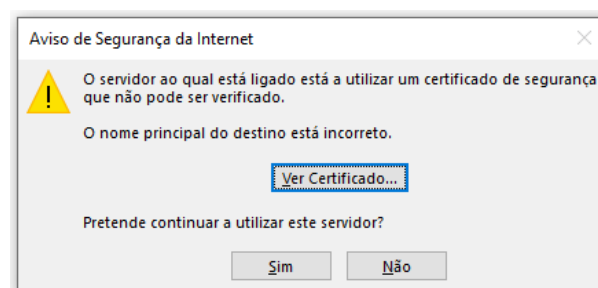 Aviso de Segurança da Internet
O servidor ao qual está ligado está a utilizar um certificado de segurança
que não pode ser verificado.
O nome principal do destino está incorreto.
Ver Certificado...
Pretende continuar a utilizar este servidor?
Sim Não